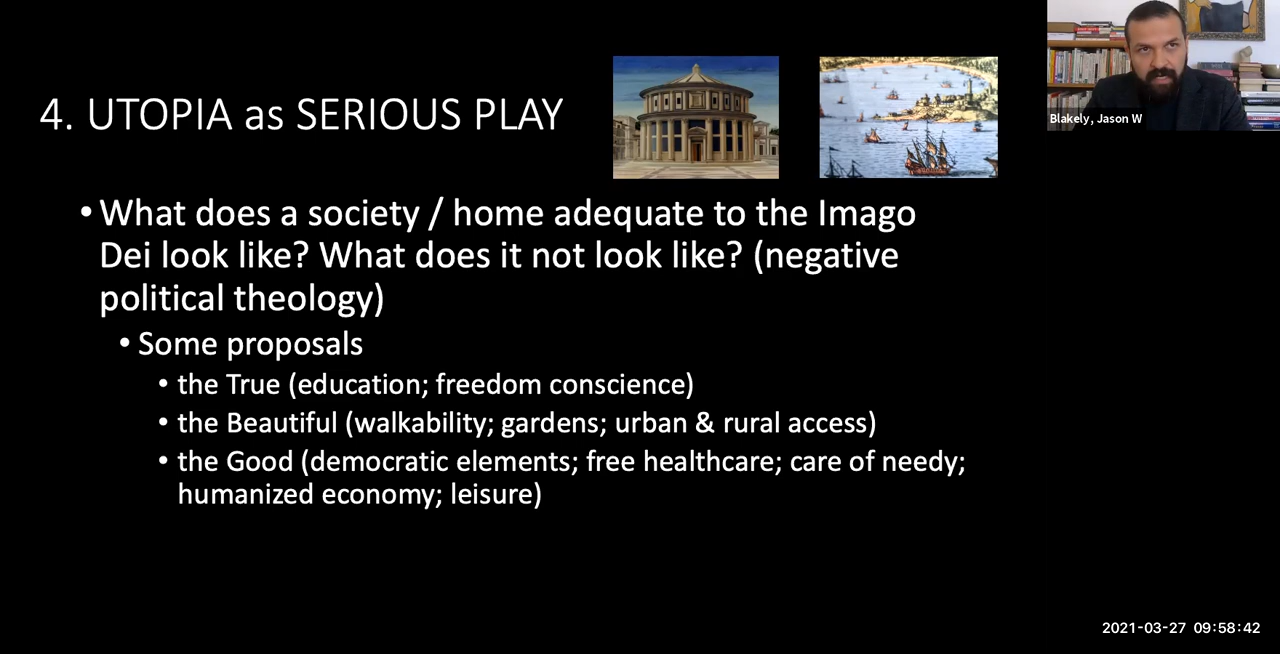 4. UTOPIA as SERIOUS PLAY
Blakely, Jason W
• What does a society / home adequate to the Imago
Dei look like? What does it not look like? (negative
political theology)
• Some proposals
• the True (education; freedom conscience)
• the Beautiful (walkability; gardens; urban & rural access)
• the Good (democratic elements; free healthcare; care of needy;
humanized economy; leisure)
2021-03-27 09:58:42